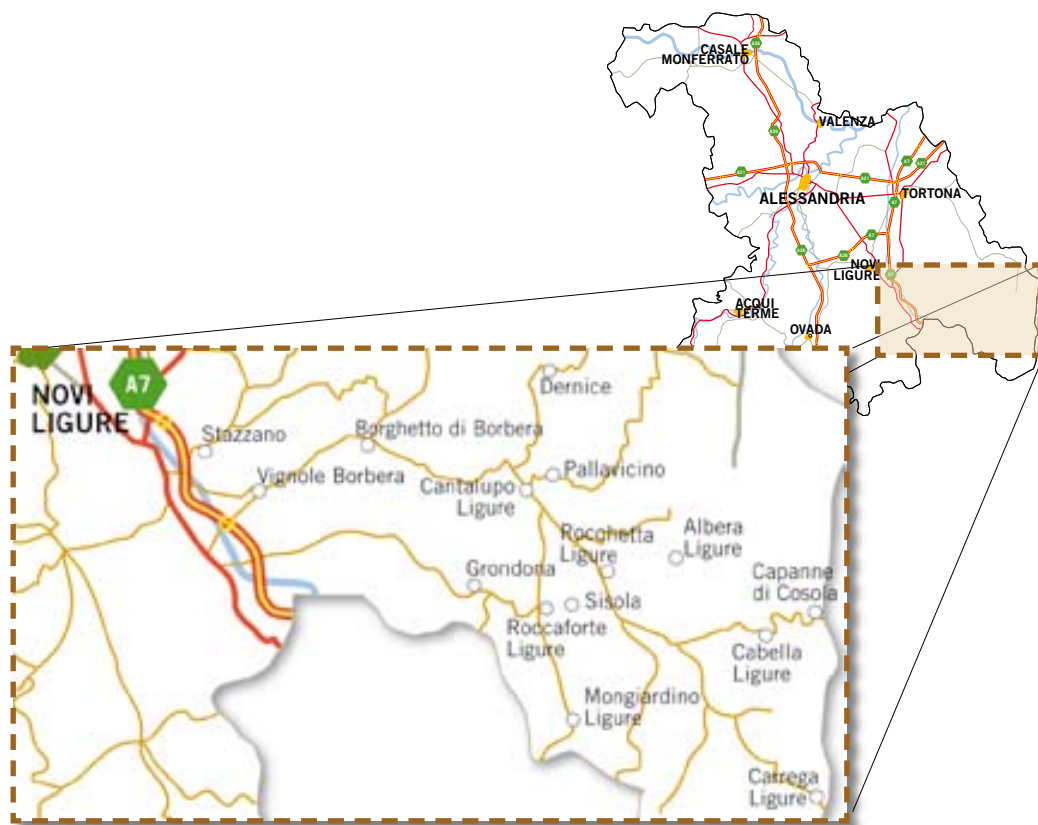 CASALE
MONFERRATO
VALENZA
ALESSANDRIA
TORTONA
NOVI
LIGURE
ACQUI
TERME
OVADA
A7
NOVI
LIGURE
Dernice
Stazzano
Borghetto di Borbera
Vignole Borbera
Pallavicino
Cantalupo
Ligure
Rocchetta
Ligure
Albera
Ligure
Grondona
Capanne
di Cosola
Sisola
Roccaforte
Ligure
Cabella
Ligure
Mongiardino
Ligure
Carrega
Ligure